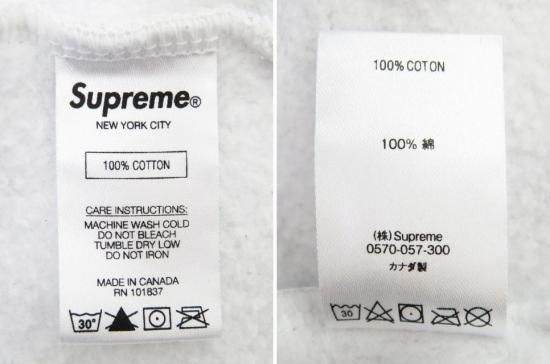 Supreme®
NEW YORK CITY
100% COTTON
CARE INSTRUCTIONS:
MACHINE WASH COLD
DO NOT BLEACH
TUMBLE DRY LOW
DO NOT IRON
MADE IN CANADA
RN 101837
30°
100% COTON
100% 綿
(株) Supreme
0570-057-300
カナダ製
30